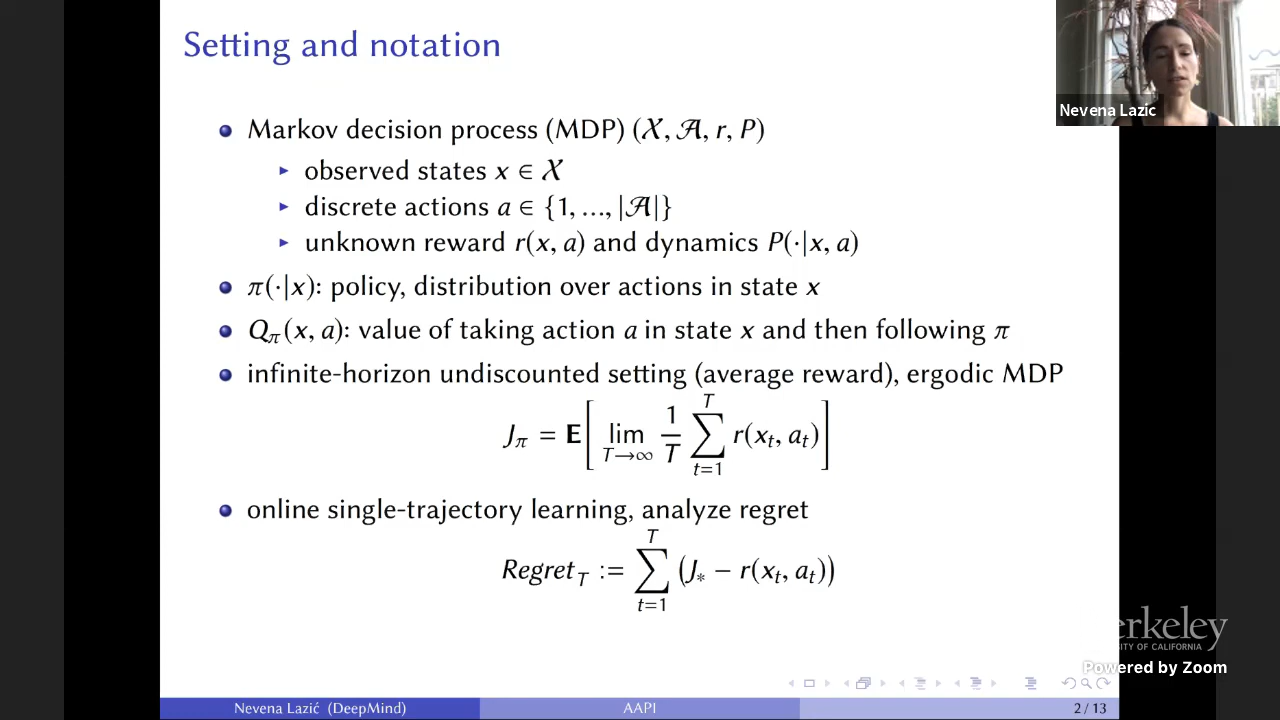 Setting and notation
Nevena Lazic
Markov decision process (MDP) (𝒳, 𝒜, r, P)
observed states x ∈ 𝒳
discrete actions a ∈ {1, ..., |𝒜|}
unknown reward r(x, a) and dynamics P(·|x, a)
π(·|x): policy, distribution over actions in state x
Q_π(x, a): value of taking action a in state x and then following π
infinite-horizon undiscounted setting (average reward), ergodic MDP
J_π = E[ lim_{T→∞} 1/T ∑_{t=1}^{T} r(x_t, a_t) ]
online single-trajectory learning, analyze regret
Regret_T := ∑_{t=1}^{T} (J_* − r(x_t, a_t))
erkeley
OF CALIFORNIA
Powered by Zoom
Nevena Lazić (DeepMind) AAPI 2 / 13